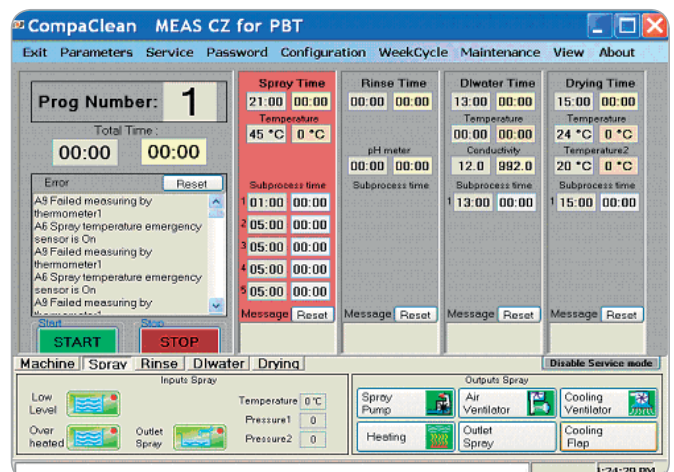 CompaClean MEAS CZ for PBT
Exit Parameters Service Password Configuration WeekCycle Maintenance View About
Prog Number: 1
Total Time :
00:00 00:00
Error Reset
A9 Failed measuring by
thermometer1
A6 Spray temperature emergency
sensor is On
A9 Failed measuring by
thermometer1
A6 Spray temperature emergency
sensor is On
A9 Failed measuring by
Start Stop
START STOP
Spray Time
21:00 00:00
Temperature
45 °C 0 °C
Subprocess time
1 01:00 00:00
2 05:00 00:00
3 05:00 00:00
4 05:00 00:00
5 05:00 00:00
Message Reset
Rinse Time
00:00 00:00
pH meter
00:00 00:00
Subprocess time
Message Reset
DIwater Time
13:00 00:00
Temperature
00:00 00:00
Conductivity
12.0 992.0
Subprocess time
1 13:00 00:00
Message Reset
Drying Time
15:00 00:00
Temperature
24 °C 0 °C
Temperature2
20 °C 0 °C
Subprocess time
1 15:00 00:00
Message Reset
Machine Spray Rinse DIwater Drying
Disable Service mode
Inputs Spray
Low
Level
Over
heated
Outlet
Spray
Temperature 0 °C
Pressure1 0
Pressure2 0
Outputs Spray
Spray
Pump
Air
Ventilator
Cooling
Ventilator
Heating
Outlet
Spray
Cooling
Flap